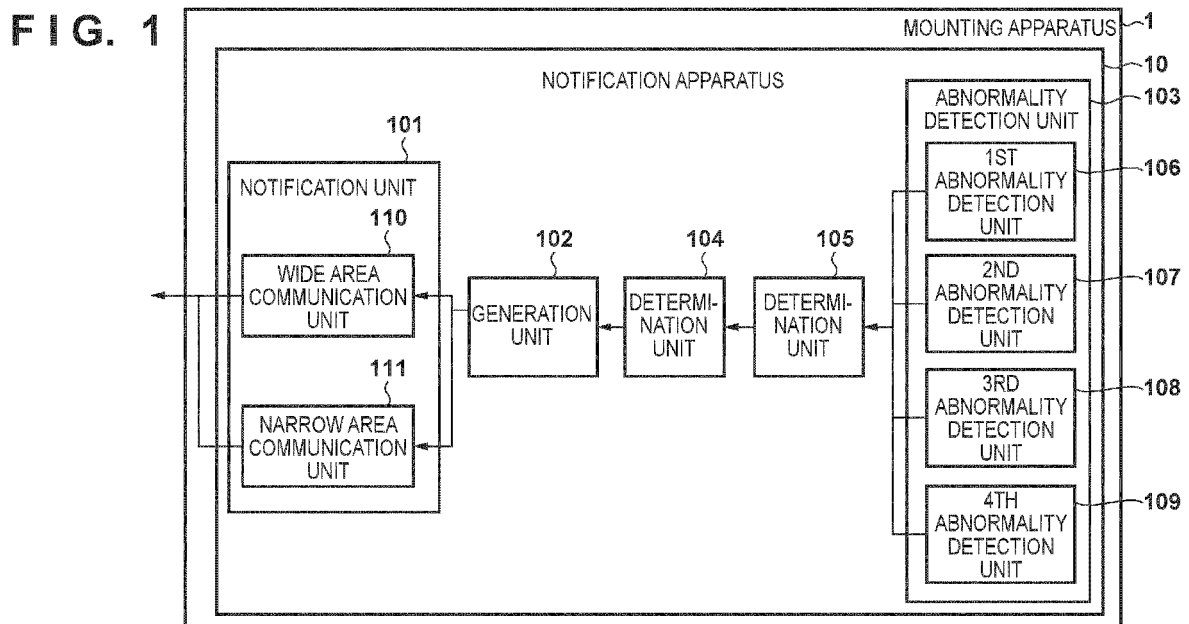 FIG. 1
MOUNTING APPARATUS
1
10
NOTIFICATION APPARATUS
ABNORMALITY
DETECTION UNIT
103
101
NOTIFICATION UNIT
110
WIDE AREA
COMMUNICATION
UNIT
111
NARROW AREA
COMMUNICATION
UNIT
102
GENERATION
UNIT
104
DETERMI-
NATION
UNIT
105
DETERMI-
NATION
UNIT
1ST
ABNORMALITY
DETECTION
UNIT
106
2ND
ABNORMALITY
DETECTION
UNIT
107
3RD
ABNORMALITY
DETECTION
UNIT
108
4TH
ABNORMALITY
DETECTION
UNIT
109